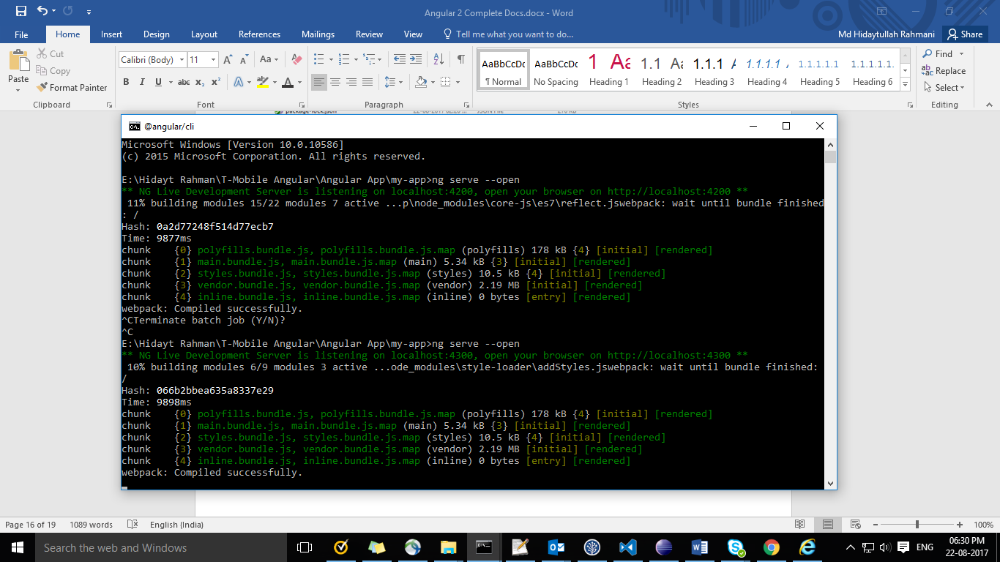 Angular 2 Complete Docs.docx - Word
File Home Insert Design Layout References Mailings Review View Tell me what you want to do... Md Hidaytullah Rahmani Share
Paste
Cut
Copy
Format Painter
Clipboard
Calibri (Body) 11
Font
Paragraph
AaBbCcDc AaBbCcDc 1 Aa 1.1 Aa 1.1.1 A 1.1.1.1 A 1.1.1.1.1 1.1.1.1.1.
¶ Normal No Spacing Heading 1 Heading 2 Heading 3 Heading 4 Heading 5 Heading 6
Styles
Find
Replace
Select
Editing
package-lock.json
@angular/cli
Microsoft Windows [Version 10.0.10586]
(c) 2015 Microsoft Corporation. All rights reserved.
E:\Hidayt Rahman\T-Mobile Angular\Angular App\my-app>ng serve --open
** NG Live Development Server is listening on localhost:4200, open your browser on http://localhost:4200 **
11% building modules 15/22 modules 7 active ...p\node_modules\core-js\es7\reflect.jswebpack: wait until bundle finished
: /
Hash: 0a2d77248f514d77ecb7
Time: 9877ms
chunk {0} polyfills.bundle.js, polyfills.bundle.js.map (polyfills) 178 kB {4} [initial] [rendered]
chunk {1} main.bundle.js, main.bundle.js.map (main) 5.34 kB {3} [initial] [rendered]
chunk {2} styles.bundle.js, styles.bundle.js.map (styles) 10.5 kB {4} [initial] [rendered]
chunk {3} vendor.bundle.js, vendor.bundle.js.map (vendor) 2.19 MB [initial] [rendered]
chunk {4} inline.bundle.js, inline.bundle.js.map (inline) 0 bytes [entry] [rendered]
webpack: Compiled successfully.
^CTerminate batch job (Y/N)?
^C
E:\Hidayt Rahman\T-Mobile Angular\Angular App\my-app>ng serve --open
** NG Live Development Server is listening on localhost:4300, open your browser on http://localhost:4300 **
10% building modules 6/9 modules 3 active ...ode_modules\style-loader\addStyles.jswebpack: wait until bundle finished:
/
Hash: 066b2bbea635a8337e29
Time: 9898ms
chunk {0} polyfills.bundle.js, polyfills.bundle.js.map (polyfills) 178 kB {4} [initial] [rendered]
chunk {1} main.bundle.js, main.bundle.js.map (main) 5.34 kB {3} [initial] [rendered]
chunk {2} styles.bundle.js, styles.bundle.js.map (styles) 10.5 kB {4} [initial] [rendered]
chunk {3} vendor.bundle.js, vendor.bundle.js.map (vendor) 2.19 MB [initial] [rendered]
chunk {4} inline.bundle.js, inline.bundle.js.map (inline) 0 bytes [entry] [rendered]
webpack: Compiled successfully.
Page 16 of 19 1089 words English (India) 100%
Search the web and Windows
ENG
06:30 PM
22-08-2017